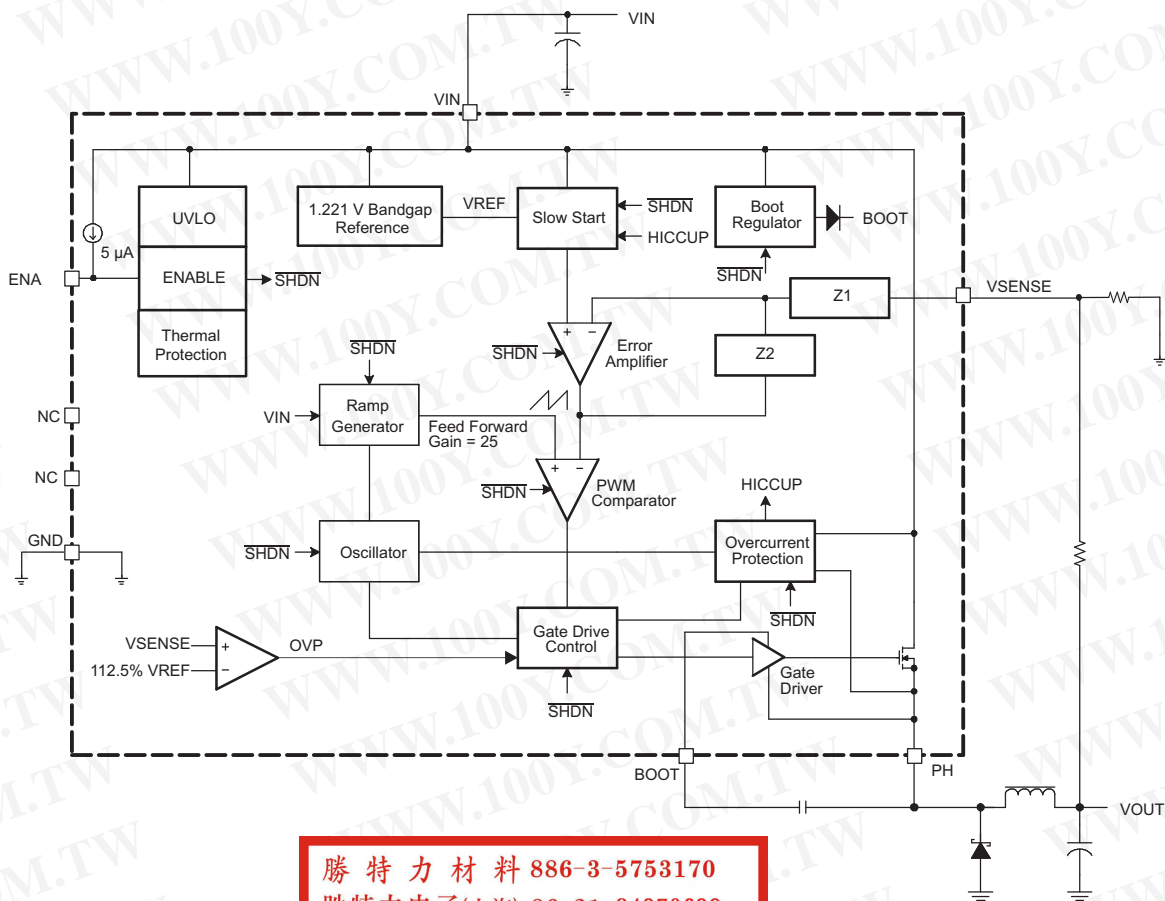 VIN
VIN
UVLO
1.221 V Bandgap
Reference
VREF
Slow Start
SHDN
HICCUP
Boot
Regulator
BOOT
5 µA
ENA
ENABLE
SHDN
SHDN
Z1
VSENSE
Thermal
Protection
+ −
Error
Amplifier
SHDN
Z2
SHDN
NC
VIN
Ramp
Generator
Feed Forward
Gain = 25
NC
+ −
PWM
Comparator
SHDN
HICCUP
GND
SHDN
Oscillator
Overcurrent
Protection
SHDN
VSENSE
+
112.5% VREF
−
OVP
Gate Drive
Control
SHDN
Gate
Driver
BOOT
PH
VOUT
勝 特 力 材 料 886-3-5753170
WWW.100Y.COM.TW